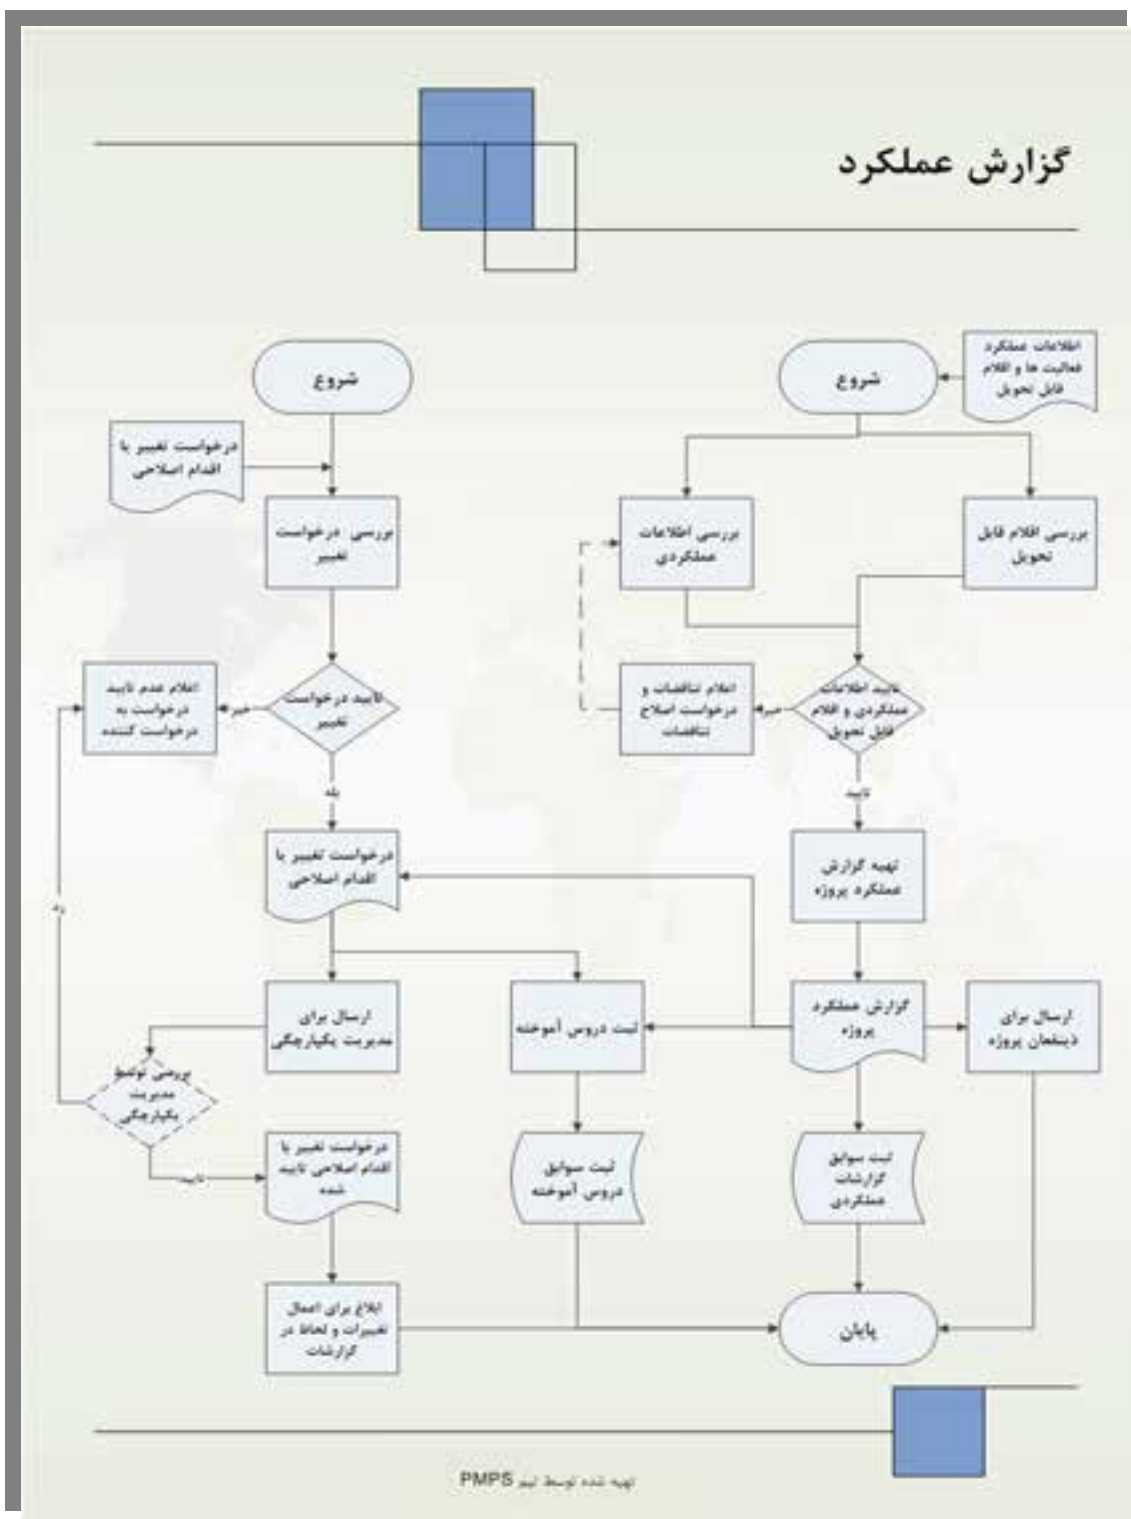 گزارش عملکرد
اطلاعات عملکرد
فعالیت ها و اقلام
قابل تحویل
شروع
بررسی اقلام قابل
تحویل
بررسی اطلاعات
عملکردی
تایید اطلاعات
عملکردی و اقلام
قابل تحویل
خیر
اعلام تناقضات و
درخواست اصلاح
تناقضات
تایید
تهیه گزارش
عملکرد پروژه
گزارش عملکرد
پروژه
ارسال برای
ذینفعان پروژه
ثبت دروس آموخته
ثبت سوابق
گزارشات
عملکردی
ثبت سوابق
دروس آموخته
پایان
شروع
درخواست تغییر یا
اقدام اصلاحی
بررسی درخواست
تغییر
تایید درخواست
تغییر
خیر
اعلام عدم تایید
درخواست به
درخواست کننده
بله
درخواست تغییر یا
اقدام اصلاحی
ارسال برای
مدیریت یکپارچگی
بررسی توسط
مدیریت
یکپارچگی
رد
تایید
درخواست تغییر یا
اقدام اصلاحی تایید
شده
ابلاغ برای اعمال
تغییرات و لحاظ در
گزارشات
تهیه شده توسط تیم PMPS